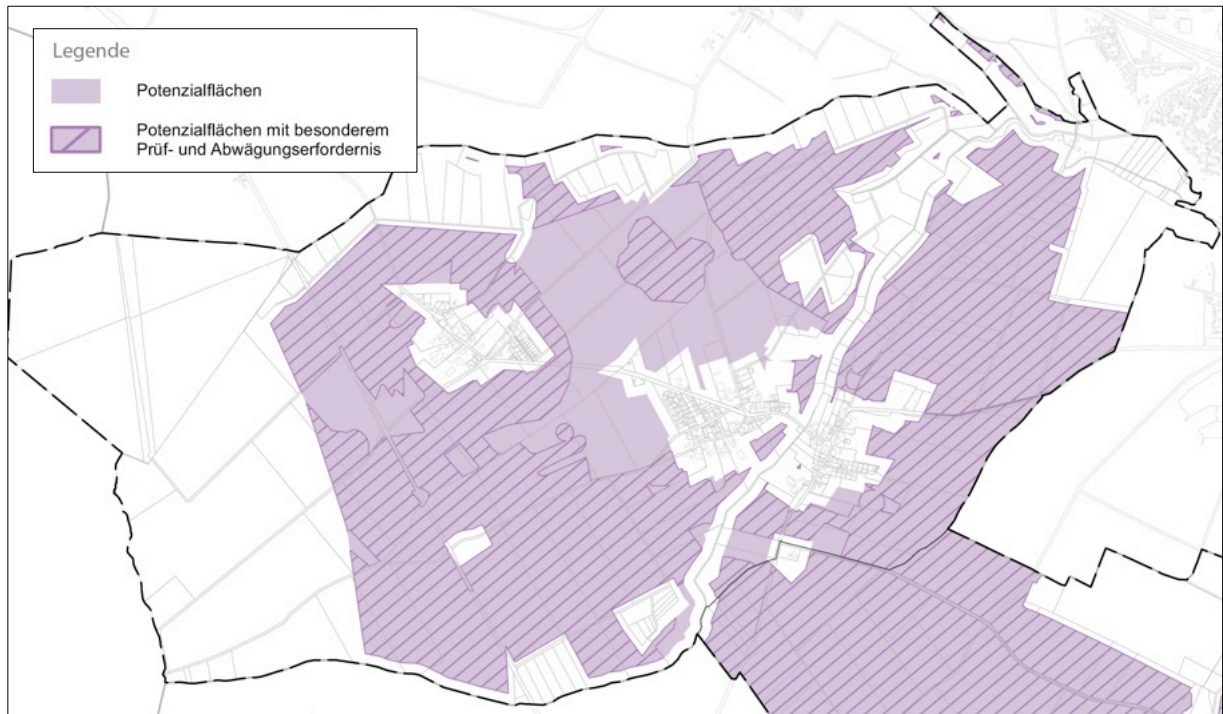 Legende
Potenzialflächen
Potenzialflächen mit besonderem
Prüf- und Abwägungserfordernis